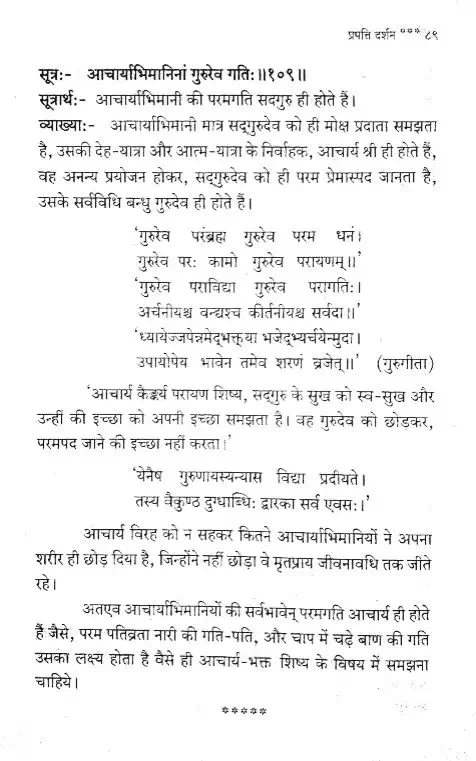 प्रपत्ति दर्शन *** ८९
सूत्र:- आचार्याभिमानिनां गुरुरेव गति:॥१०९॥
सूत्रार्थ:- आचार्याभिमानी की परमगति सदगुरु ही होते हैं।
व्याख्या:- आचार्याभिमानी मात्र सद्गुरुदेव को ही मोक्ष प्रदाता समझता
है, उसकी देह-यात्रा और आत्म-यात्रा के निर्वाहक, आचार्य श्री ही होते हैं,
वह अनन्य प्रयोजन होकर, सद्गुरुदेव को ही परम प्रेमास्पद जानता है,
उसके सर्वविधि बन्धु गुरुदेव ही होते हैं।
‘गुरुरेव परंब्रह्म गुरुरेव परम धनं।
गुरुरेव पर: कामो गुरुरेव परायणम्॥’
‘गुरुरेव पराविद्या गुरुरेव परागति:।
अर्चनीयश्च वन्द्यश्च कीर्तनीयश्च सर्वदा॥’
‘ध्यायेज्जपेन्नमेद्भक्त्या भजेद्भ्यर्चयेन्मुदा।
उपायोपेय भावेन तमेव शरणं व्रजेत्॥’ (गुरुगीता)
‘आचार्य कैङ्कर्य परायण शिष्य, सद्गुरु के सुख को स्व-सुख और
उन्हीं की इच्छा को अपनी इच्छा समझता है। वह गुरुदेव को छोड़कर,
परमपद जाने की इच्छा नहीं करता।’
‘येनैष गुरुणायस्यन्यास विद्या प्रदीयते।
तस्य वैकुण्ठ दुग्धाब्धि: द्वारका सर्व एवस:।’
आचार्य विरह को न सहकर कितने आचार्याभिमानियों ने अपना
शरीर ही छोड़ दिया है, जिन्होंने नहीं छोड़ा वे मृतप्राय जीवनावधि तक जीते
रहे।
अतएव आचार्याभिमानियों की सर्वभावेन् परमगति आचार्य ही होते
हैं जैसे, परम पतिव्रता नारी की गति-पति, और चाप में चढ़े बाण की गति
उसका लक्ष्य होता है वैसे ही आचार्य-भक्त शिष्य के विषय में समझना
चाहिये।
*****